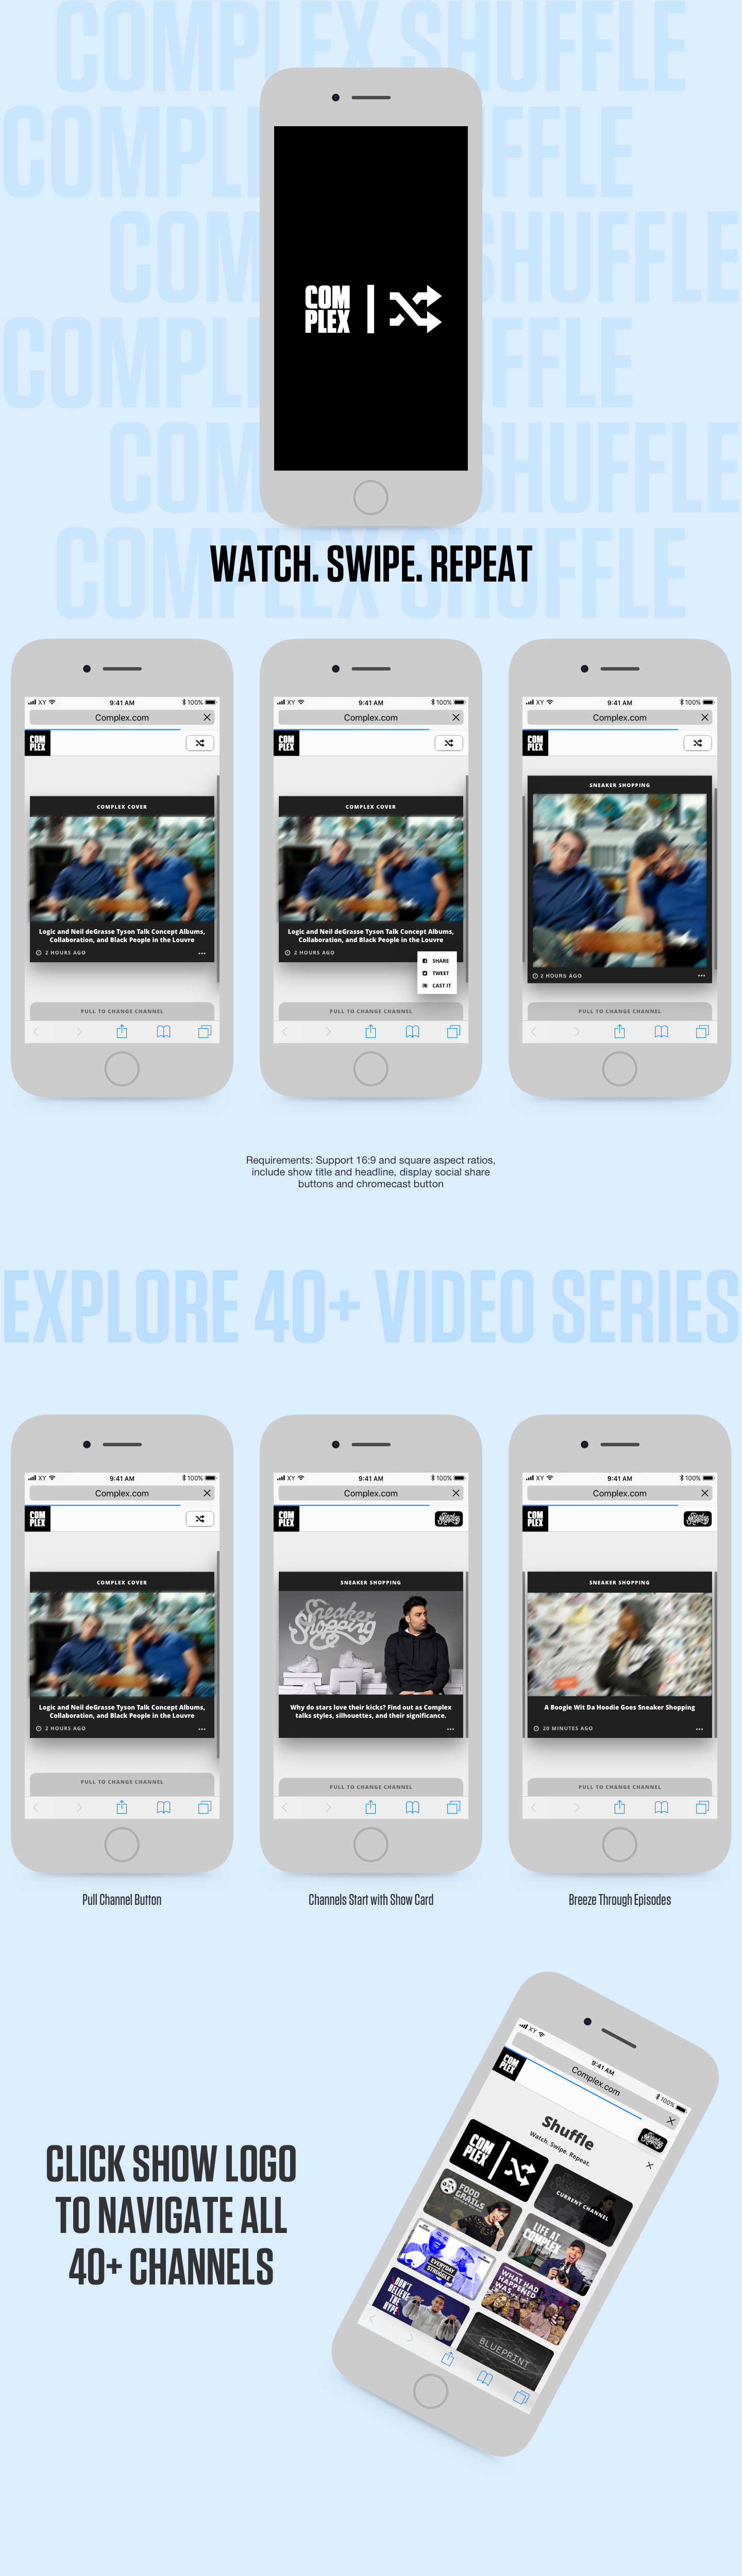 COMPLEX SHUFFLE
COMPLEX SHUFFLE
COMPLEX SHUFFLE
COMPLEX SHUFFLE
COMPLEX SHUFFLE
COMPLEX SHUFFLE
COM
PLEX
WATCH. SWIPE. REPEAT
XY 9:41 AM 100%
Complex.com
COM
PLEX
COMPLEX COVER
Logic and Neil deGrasse Tyson Talk Concept Albums,
Collaboration, and Black People in the Louvre
2 HOURS AGO
PULL TO CHANGE CHANNEL
XY 9:41 AM 100%
Complex.com
COM
PLEX
COMPLEX COVER
Logic and Neil deGrasse Tyson Talk Concept Albums,
Collaboration, and Black People in the Louvre
2 HOURS AGO
SHARE
TWEET
CAST IT
PULL TO CHANGE CHANNEL
XY 9:41 AM 100%
Complex.com
COM
PLEX
SNEAKER SHOPPING
2 HOURS AGO
PULL TO CHANGE CHANNEL
Requirements: Support 16:9 and square aspect ratios,
include show title and headline, display social share
buttons and chromecast button
EXPLORE 40+ VIDEO SERIES
XY 9:41 AM 100%
Complex.com
COM
PLEX
COMPLEX COVER
Logic and Neil deGrasse Tyson Talk Concept Albums,
Collaboration, and Black People in the Louvre
2 HOURS AGO
PULL TO CHANGE CHANNEL
Pull Channel Button
XY 9:41 AM 100%
Complex.com
COM
PLEX
Sneaker
Shopping
SNEAKER SHOPPING
Sneaker
Shopping
Why do stars love their kicks? Find out as Complex
talks styles, silhouettes, and their significance.
PULL TO CHANGE CHANNEL
Channels Start with Show Card
XY 9:41 AM 100%
Complex.com
COM
PLEX
Sneaker
Shopping
SNEAKER SHOPPING
A Boogie Wit Da Hoodie Goes Sneaker Shopping
20 MINUTES AGO
PULL TO CHANGE CHANNEL
Breeze Through Episodes
CLICK SHOW LOGO
TO NAVIGATE ALL
40+ CHANNELS
XY 9:41 AM 100%
Complex.com
COM
PLEX
Sneaker
Shopping
Shuffle
Watch. Swipe. Repeat.
COM
PLEX
CURRENT CHANNEL
FOOD
GRAILS
LIFE AT
COMPLEX
EVERYDAY
STRUGGLE
WHAT HAD
HAPPENED
WAS
DON'T
BELIEVE
THE
HYPE
BLUEPRINT